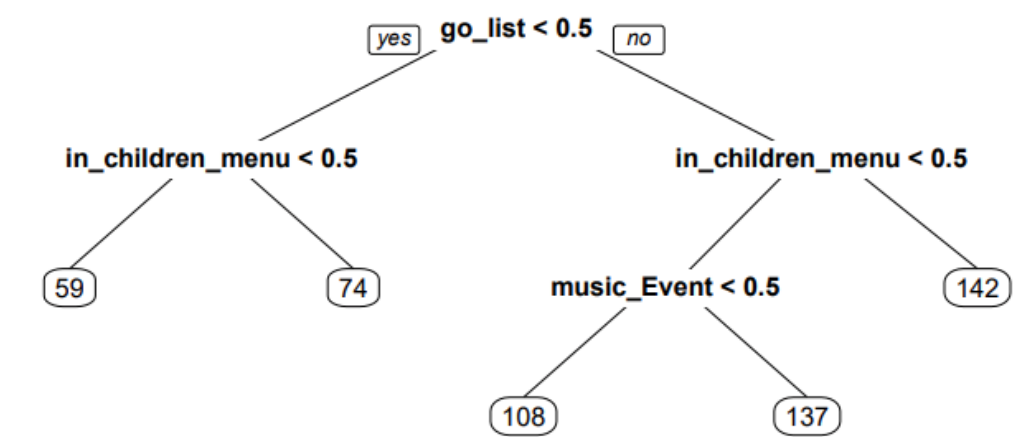 yes go_list < 0.5 no
in_children_menu < 0.5 in_children_menu < 0.5
59 74 music_Event < 0.5 142
108 137